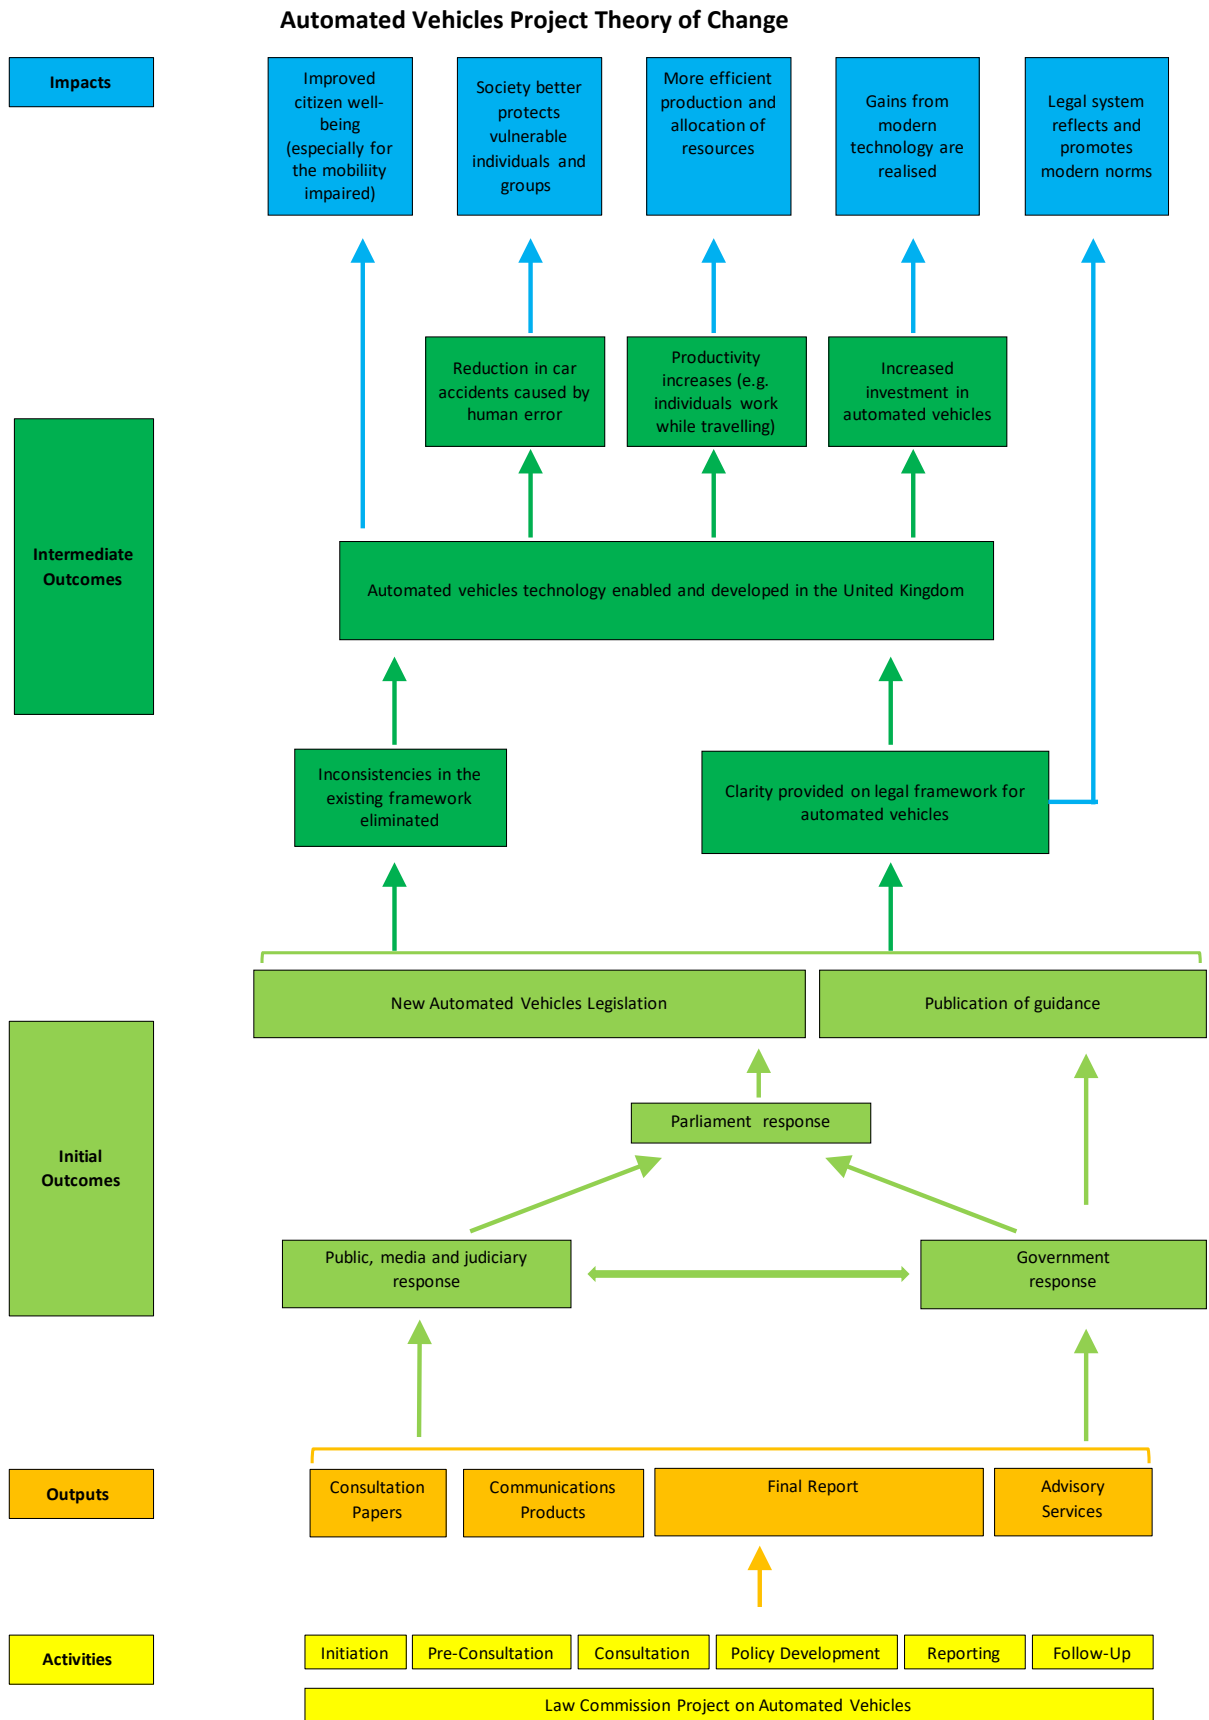 Automated Vehicles Project Theory of Change
Impacts
Improved
citizen well-
being
(especially for
the mobiliity
impaired)
Society better
protects
vulnerable
individuals and
groups
More efficient
production and
allocation of
resources
Gains from
modern
technology are
realised
Legal system
reflects and
promotes
modern norms
Reduction in car
accidents caused by
human error
Productivity
increases (e.g.
individuals work
while travelling)
Increased
investment in
automated vehicles
Intermediate
Outcomes
Automated vehicles technology enabled and developed in the United Kingdom
Inconsistencies in the
existing framework
eliminated
Clarity provided on legal framework for
automated vehicles
New Automated Vehicles Legislation
Publication of guidance
Parliament response
Initial
Outcomes
Public, media and judiciary
response
Government
response
Outputs
Consultation
Papers
Communications
Products
Final Report
Advisory
Services
Activities
Initiation
Pre-Consultation
Consultation
Policy Development
Reporting
Follow-Up
Law Commission Project on Automated Vehicles